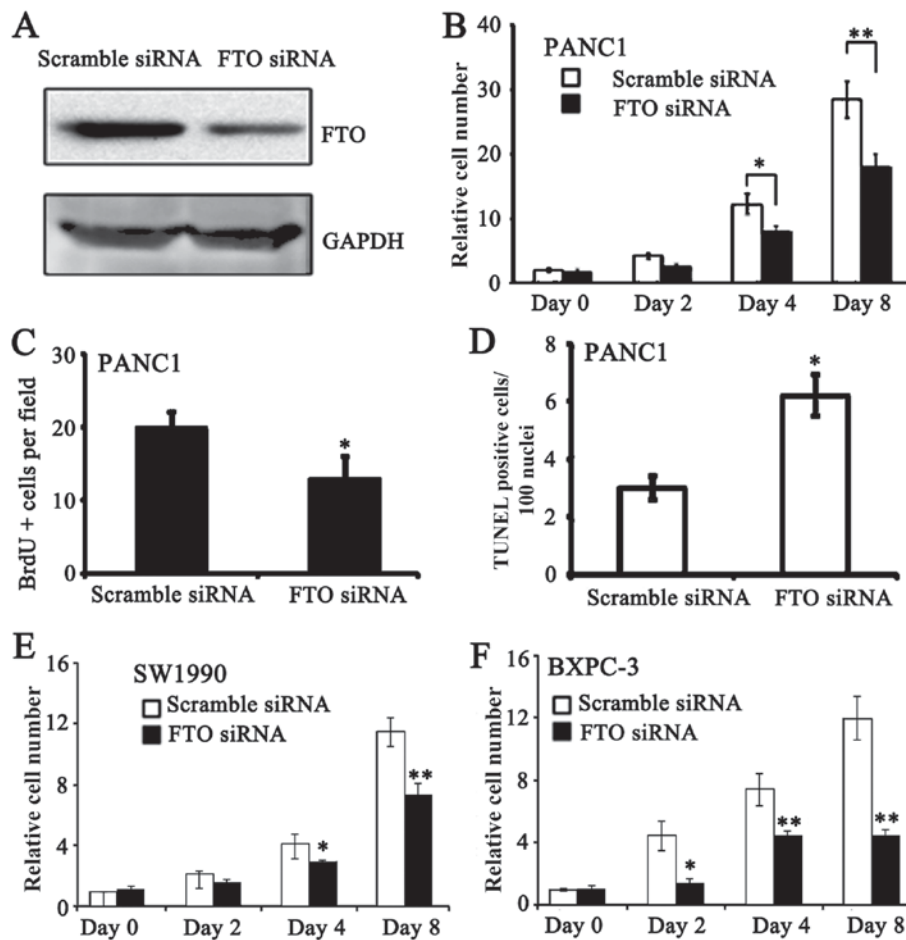 A
Scramble siRNA FTO siRNA
FTO
GAPDH
B
PANC1
Scramble siRNA
FTO siRNA
Relative cell number
40
30
20
10
0
*
**
Day 0 Day 2 Day 4 Day 8
C
PANC1
BrdU + cells per field
30
20
10
0
*
Scramble siRNA FTO siRNA
D
PANC1
TUNEL positive cells/
100 nuclei
8
6
4
2
0
*
Scramble siRNA FTO siRNA
E
SW1990
Scramble siRNA
FTO siRNA
Relative cell number
16
12
8
4
0
*
**
Day 0 Day 2 Day 4 Day 8
F
BXPC-3
Scramble siRNA
FTO siRNA
Relative cell number
16
12
8
4
0
*
**
**
Day 0 Day 2 Day 4 Day 8